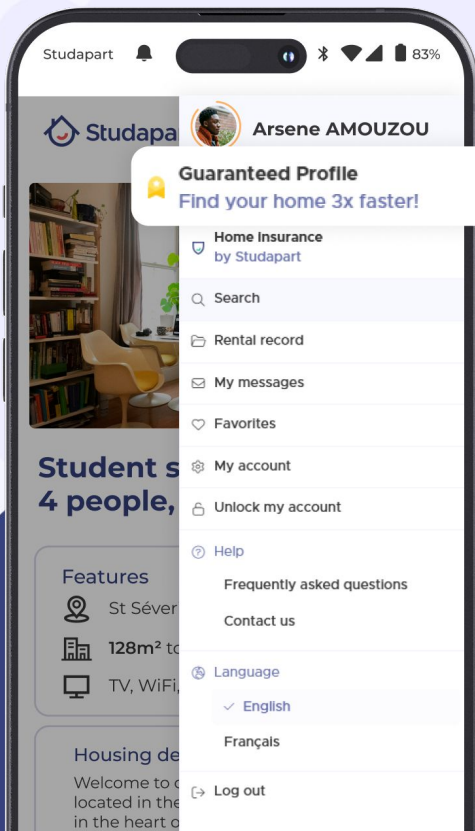 Studapart
83%
Arsene AMOUZOU
Guaranteed Profile
Find your home 3x faster!
Home Insurance
by Studapart
Search
Rental record
My messages
Favorites
My account
Unlock my account
Help
Frequently asked questions
Contact us
Language
English
Français
Log out
Studapa
Student s
4 people,
Features
St Séver
128m² to
TV, WiFi,
Housing de
Welcome to
located in the
in the heart o